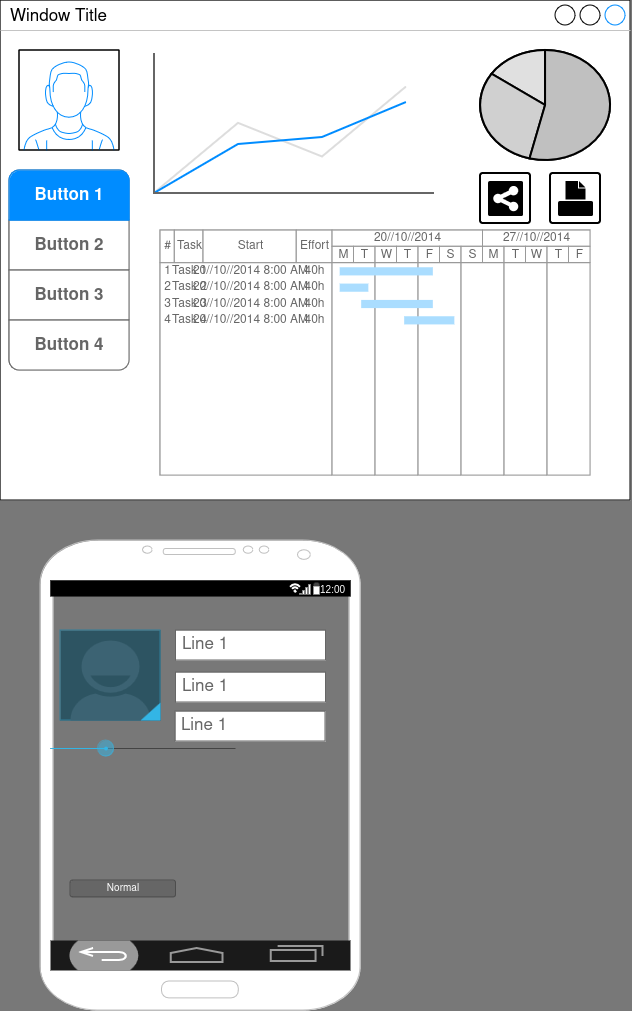 Window Title
Button 1
Button 2
Button 3
Button 4
# Task Start Effort 20//10//2014 27//10//2014
M T W T F S S M T W T F
1 Task 1 20//10//2014 8:00 AM 40h
2 Task 2 20//10//2014 8:00 AM 40h
3 Task 3 20//10//2014 8:00 AM 40h
4 Task 4 20//10//2014 8:00 AM 40h
12:00
Line 1
Line 1
Line 1
Normal